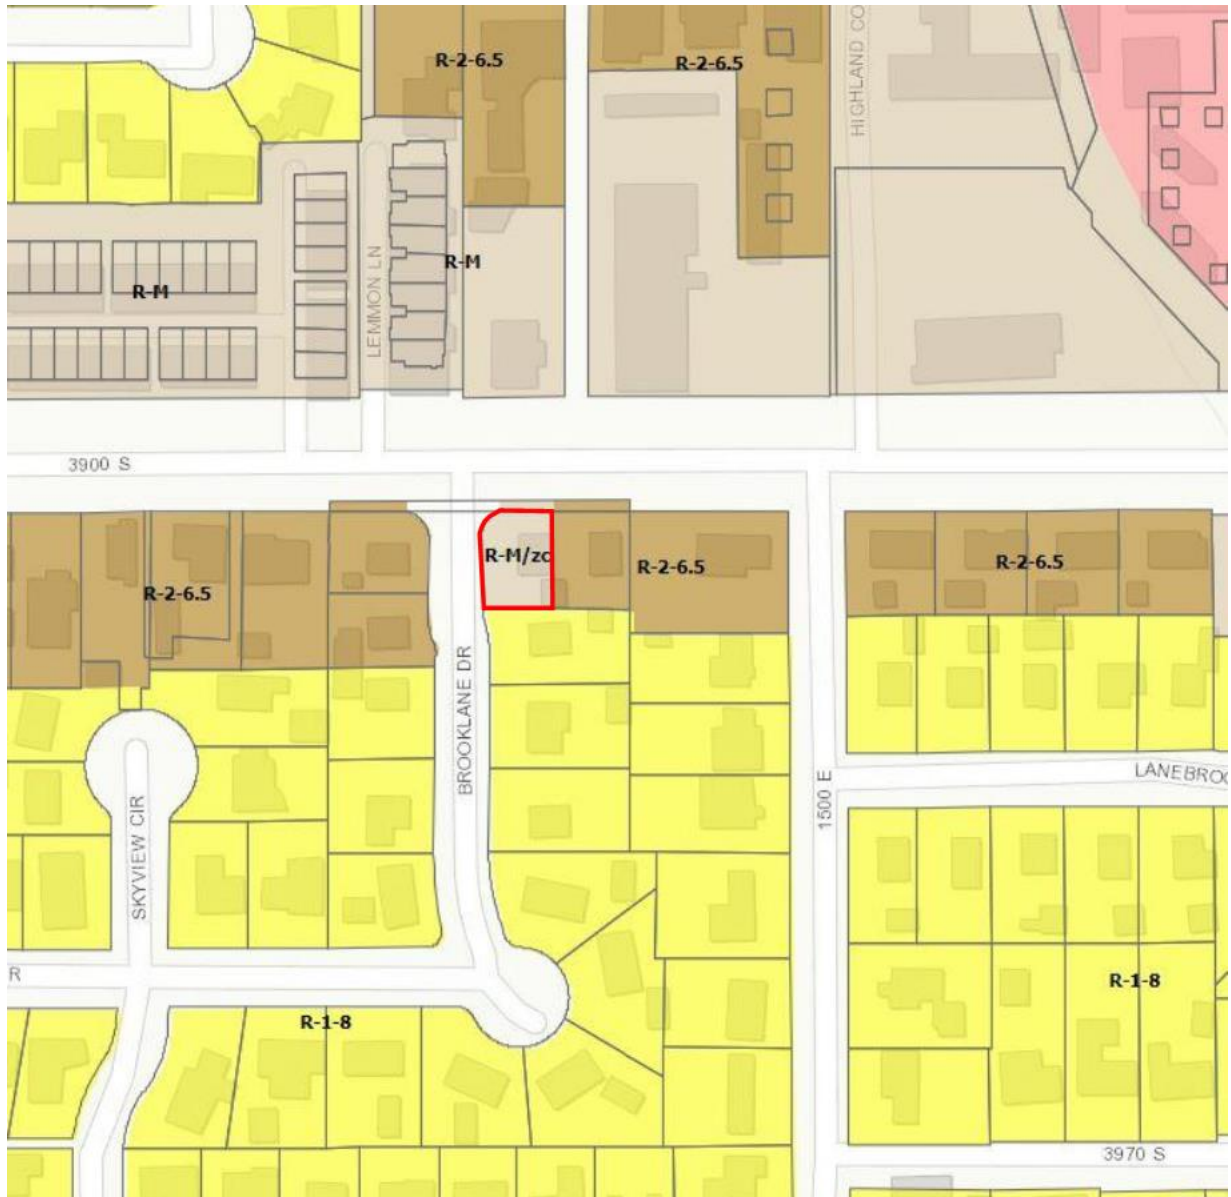 R-2-6.5
R-2-6.5
HIGHLAND CO
LEMMON LN
R-M
R-M
3900 S
R-M/zc
R-2-6.5
R-2-6.5
R-2-6.5
BROOKLANE DR
LANEBROO
1500 E
SKYVIEW CIR
R
R-1-8
R-1-8
3970 S